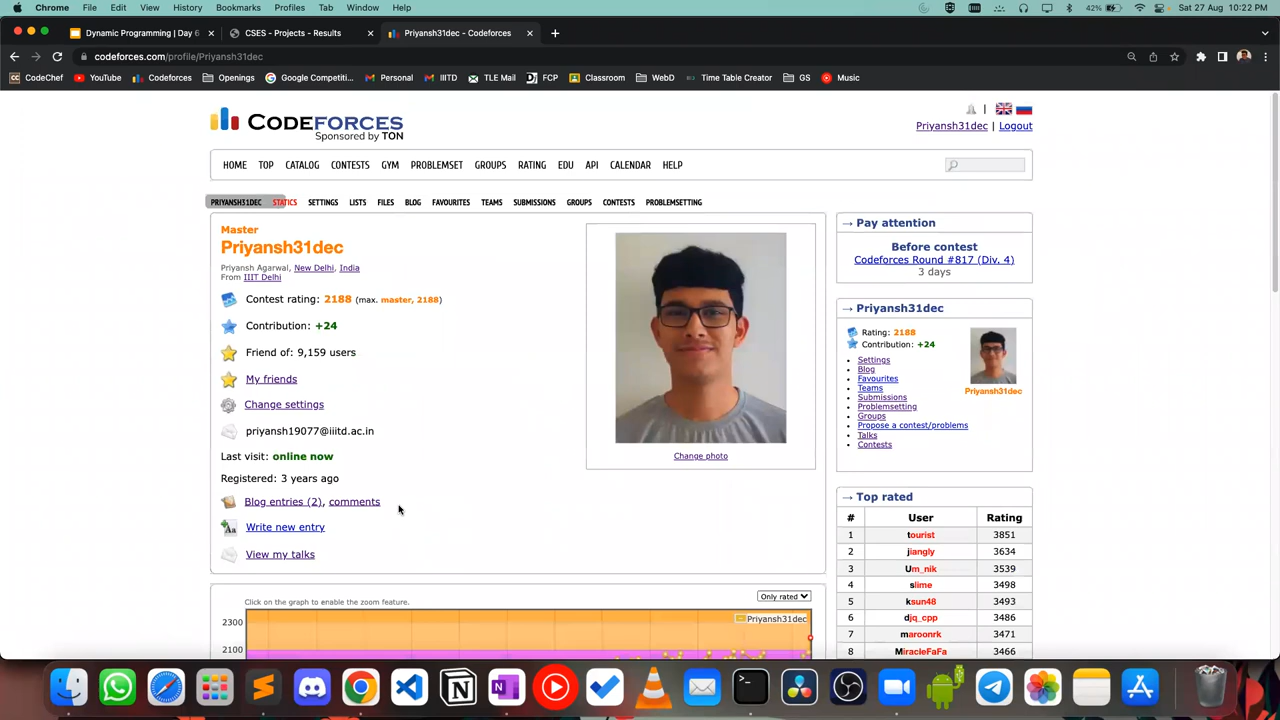 Chrome File Edit View History Bookmarks Profiles Tab Window Help 42% Sat 27 Aug 10:22 PM
Dynamic Programming | Day 6 CSES - Projects - Results Priyansh31dec - Codeforces
codeforces.com/profile/Priyansh31dec
CodeChef YouTube Codeforces Openings Google Competiti... Personal IIITD TLE Mail FCP Classroom WebD Time Table Creator GS Music
CODEFORCES
Sponsored by TON
Priyansh31dec | Logout
HOME TOP CATALOG CONTESTS GYM PROBLEMSET GROUPS RATING EDU API CALENDAR HELP
PRIYANSH31DEC STATICS SETTINGS LISTS FILES BLOG FAVOURITES TEAMS SUBMISSIONS GROUPS CONTESTS PROBLEMSETTING
Master
Priyansh31dec
Priyansh Agarwal, New Delhi, India
From IIIT Delhi
Contest rating: 2188 (max. master, 2188)
Contribution: +24
Friend of: 9,159 users
My friends
Change settings
priyansh19077@iiitd.ac.in
Last visit: online now
Registered: 3 years ago
Blog entries (2), comments
Write new entry
View my talks
Change photo
→ Pay attention
Before contest
Codeforces Round #817 (Div. 4)
3 days
→ Priyansh31dec
Rating: 2188
Contribution: +24
Settings
Blog
Favourites
Teams
Submissions
Problemsetting
Groups
Propose a contest/problems
Talks
Contests
Priyansh31dec
→ Top rated
# User Rating
1 tourist 3851
2 jiangly 3634
3 Um_nik 3539
4 slime 3498
5 ksun48 3493
6 djq_cpp 3486
7 maroonrk 3471
8 MiracleFaFa 3466
Click on the graph to enable the zoom feature.
Only rated
Priyansh31dec
2300
2100